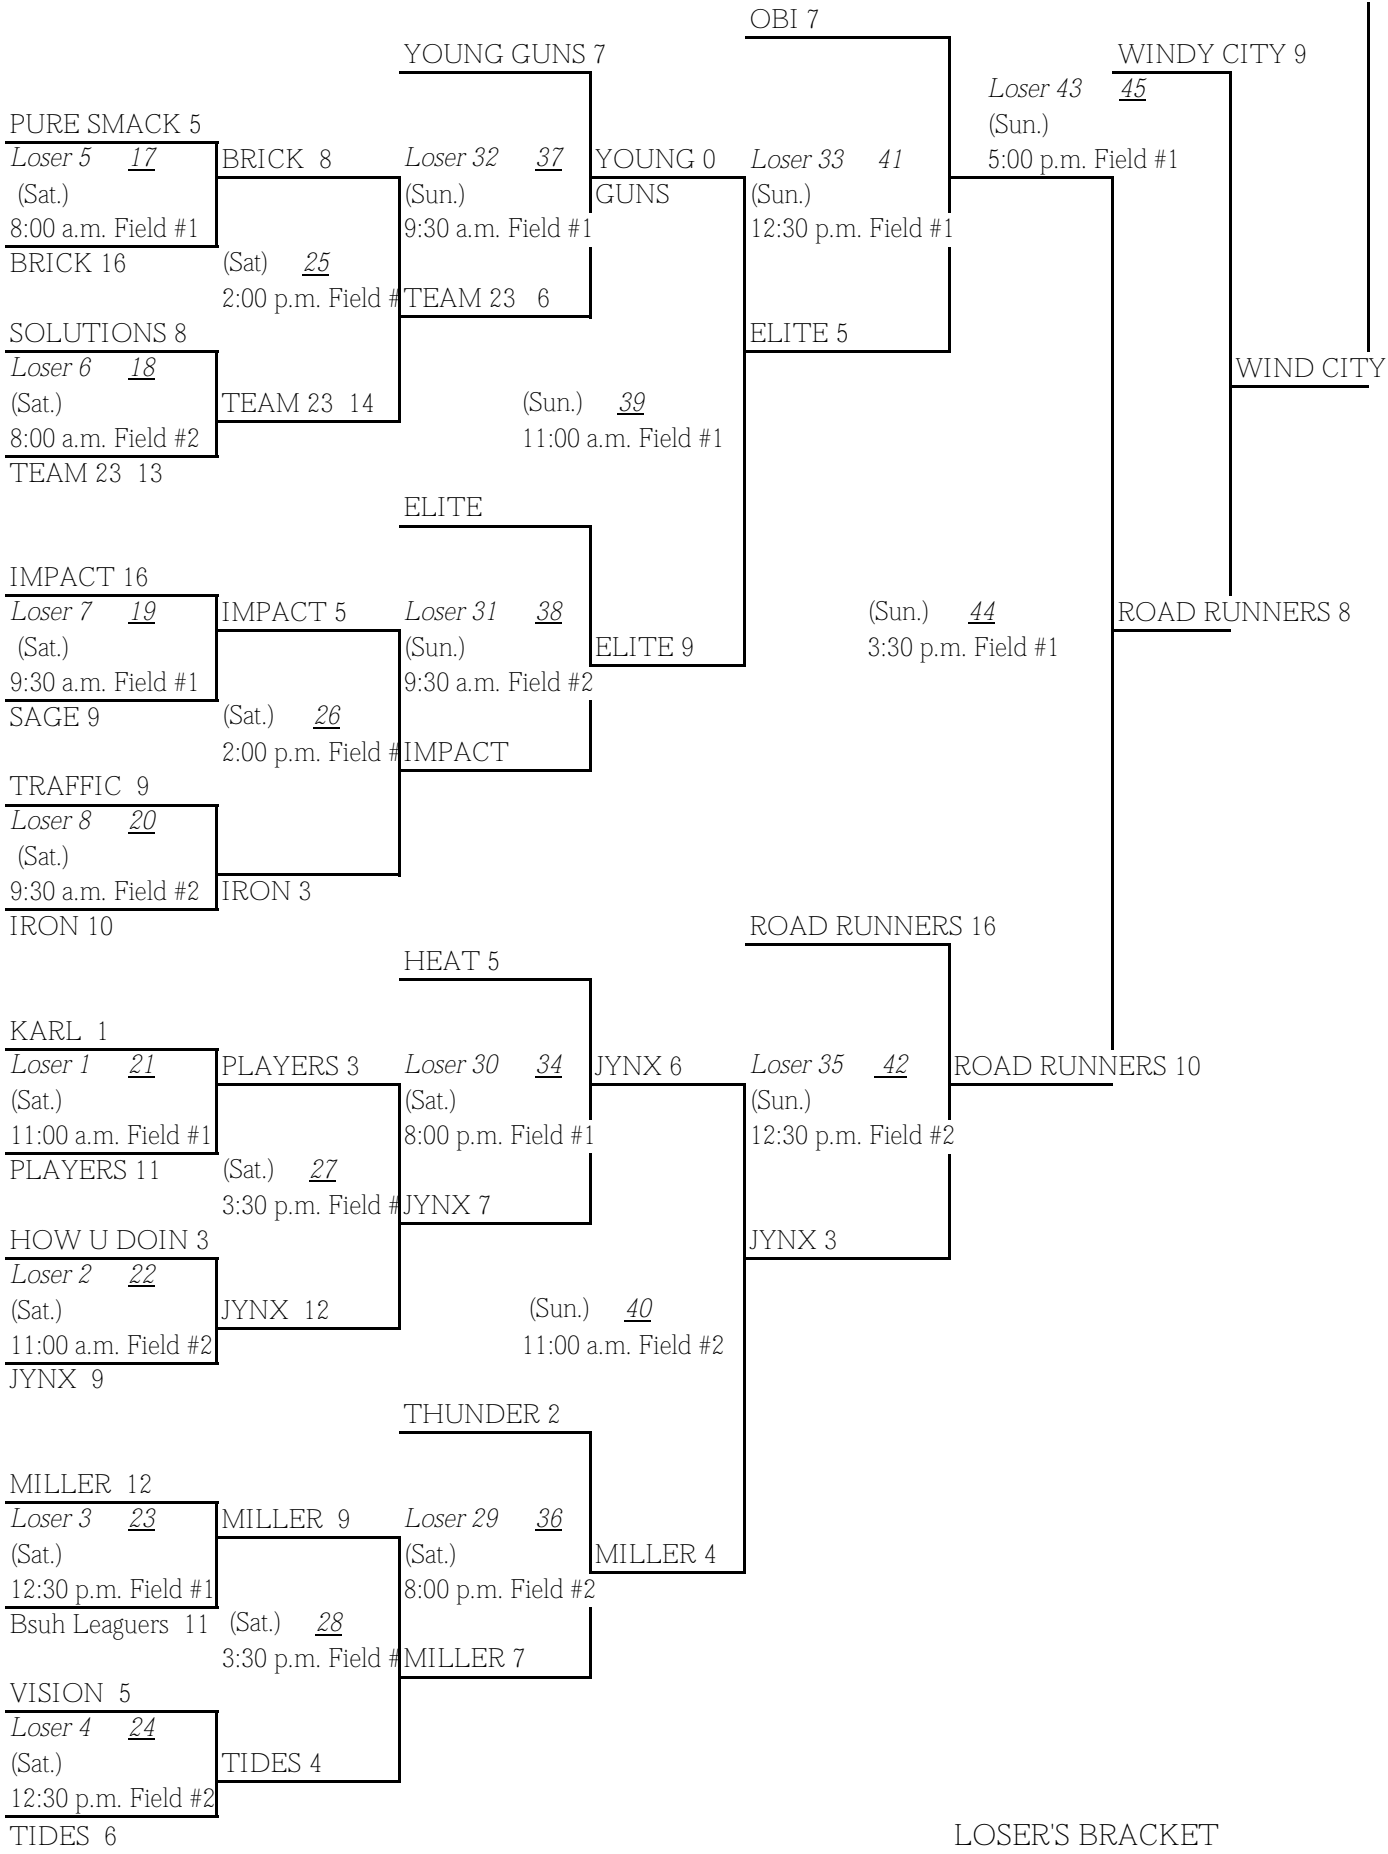 OBI 7
YOUNG GUNS 7
WINDY CITY 9
Loser 43 45
PURE SMACK 5
(Sun.)
Loser 5 17
BRICK 8
Loser 32 37
YOUNG 0
Loser 33 41
5:00 p.m. Field #1
(Sat.)
(Sun.)
GUNS
(Sun.)
8:00 a.m. Field #1
9:30 a.m. Field #1
12:30 p.m. Field #1
BRICK 16
(Sat) 25
2:00 p.m. Field #
TEAM 23 6
SOLUTIONS 8
ELITE 5
Loser 6 18
WIND CITY
(Sat.)
TEAM 23 14
(Sun.) 39
8:00 a.m. Field #2
11:00 a.m. Field #1
TEAM 23 13
ELITE
IMPACT 16
Loser 7 19
IMPACT 5
Loser 31 38
(Sun.) 44
ROAD RUNNERS 8
(Sat.)
(Sun.)
ELITE 9
3:30 p.m. Field #1
9:30 a.m. Field #1
9:30 a.m. Field #2
SAGE 9
(Sat.) 26
2:00 p.m. Field #
IMPACT
TRAFFIC 9
Loser 8 20
(Sat.)
9:30 a.m. Field #2
IRON 3
IRON 10
ROAD RUNNERS 16
HEAT 5
KARL 1
Loser 1 21
PLAYERS 3
Loser 30 34
JYNX 6
Loser 35 42
ROAD RUNNERS 10
(Sat.)
(Sat.)
(Sun.)
11:00 a.m. Field #1
8:00 p.m. Field #1
12:30 p.m. Field #2
PLAYERS 11
(Sat.) 27
3:30 p.m. Field #
JYNX 7
HOW U DOIN 3
JYNX 3
Loser 2 22
(Sat.)
JYNX 12
(Sun.) 40
11:00 a.m. Field #2
11:00 a.m. Field #2
JYNX 9
THUNDER 2
MILLER 12
Loser 3 23
MILLER 9
Loser 29 36
(Sat.)
(Sat.)
MILLER 4
12:30 p.m. Field #1
8:00 p.m. Field #2
Bsuh Leaguers 11
(Sat.) 28
3:30 p.m. Field #
MILLER 7
VISION 5
Loser 4 24
(Sat.)
TIDES 4
12:30 p.m. Field #2
TIDES 6
LOSER'S BRACKET